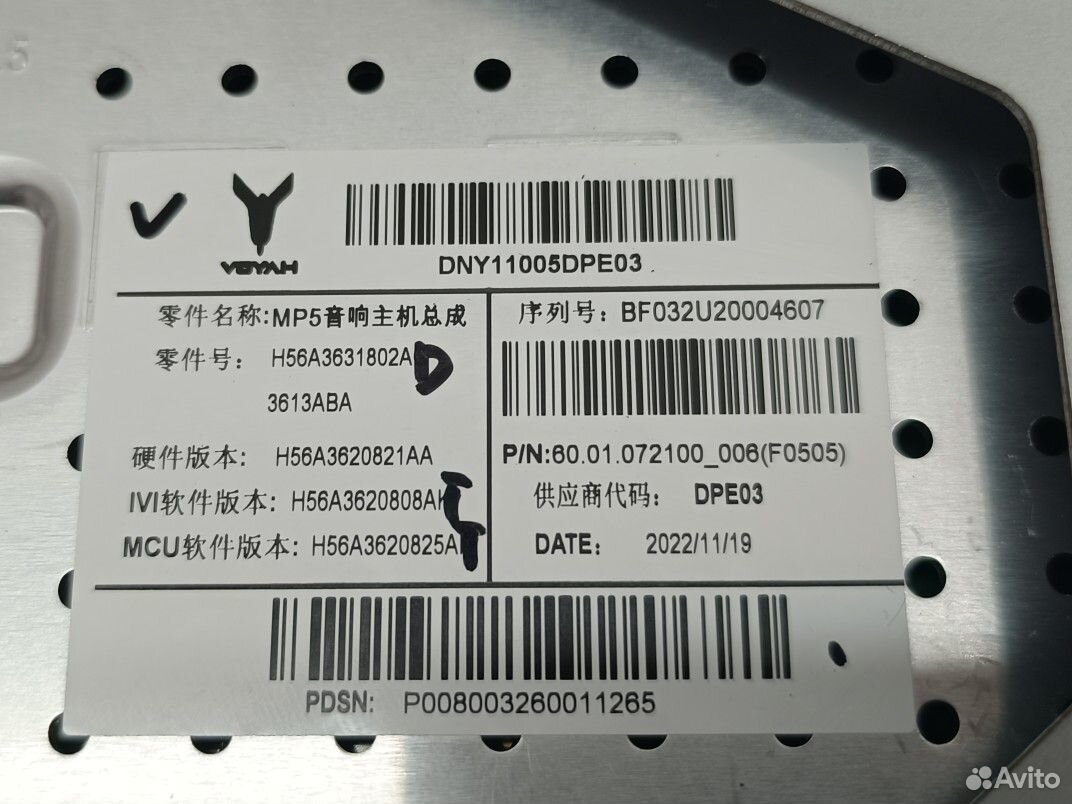 5
VOYAH
DNY11005DPE03
零件名称:MP5音响主机总成
零件号: H56A3631802AD
3613ABA
硬件版本: H56A3620821AA
IVI软件版本: H56A3620808A
MCU软件版本: H56A3620825A
序列号: BF032U20004607
P/N:60.01.072100_006(F0505)
供应商代码: DPE03
DATE: 2022/11/19
PDSN: P008003260011265
Avito